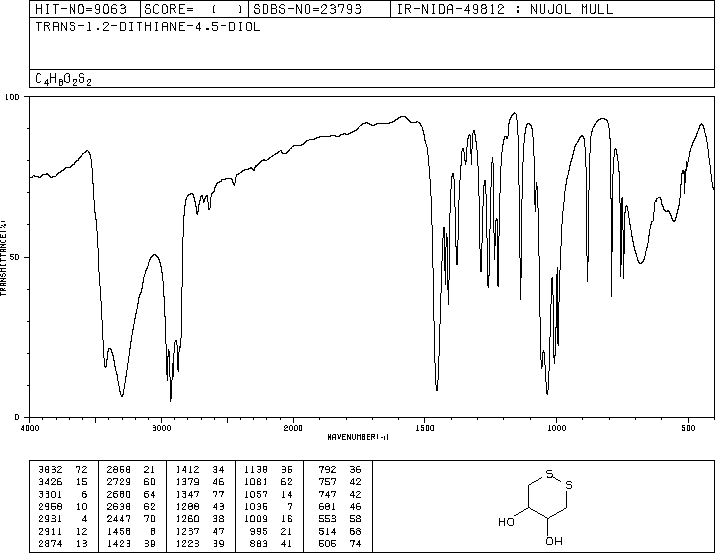 HIT-NO=9063 SCORE= ( ) SDBS-NO=23793 IR-NIDA-49812 : NUJOL MULL
TRANS-1,2-DITHIANE-4,5-DIOL
C4H8O2S2
100
TRANSMITTANCE(%)
50
0
4000 3000 2000 1500 1000 500
WAVENUMBER(-1)
3832 72 2868 21 1412 34 1138 36 792 36
3426 15 2729 60 1379 46 1081 62 757 42
3301 6 2680 64 1347 77 1057 14 747 42
2958 10 2638 62 1288 43 1036 7 681 46
2931 4 2447 70 1260 38 1009 16 553 58
2911 12 1458 8 1237 47 995 21 514 68
2874 13 1423 39 1223 39 883 41 505 74
S
S
HO
OH